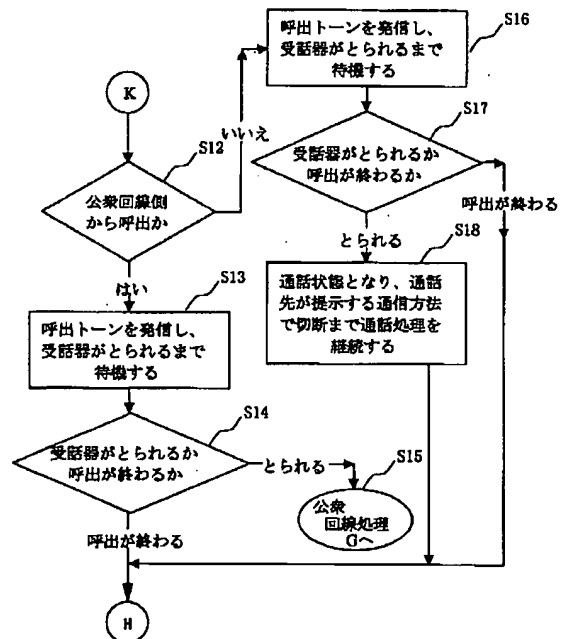 K
S12
公衆回線側
から呼出か
いいえ
はい
S13
呼出トーンを発信し、
受話器がとられるまで
待機する
S14
受話器がとられるか
呼出が終わるか
とられる
S15
公衆
回線処理
Gへ
呼出が終わる
H
S16
呼出トーンを発信し、
受話器がとられるまで
待機する
S17
受話器がとられるか
呼出が終わるか
呼出が終わる
とられる
S18
通話状態となり、通話
先が提示する通信方法
で切断まで通話処理を
継続する